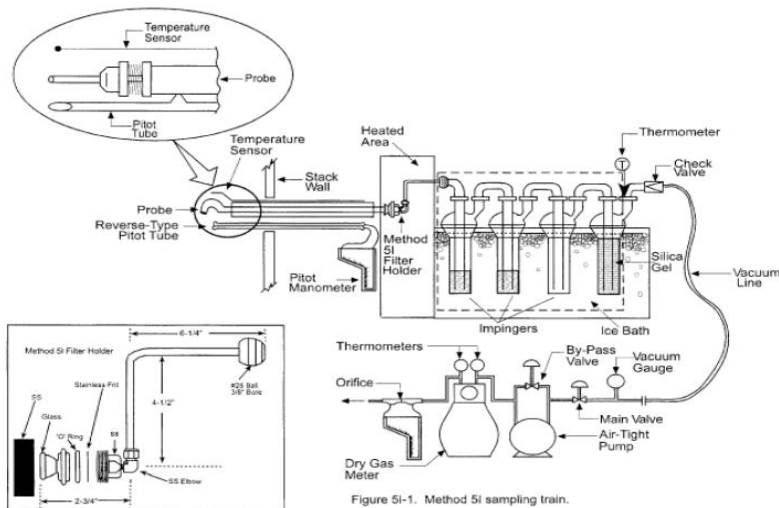 Temperature
Sensor
Probe
Pitot
Tube
Temperature
Sensor
Stack
Wall
Heated
Area
Thermometer
Check
Valve
Probe
Reverse-Type
Pitot Tube
Pitot
Manometer
Method
5I
Filter
Holder
Silica
Gel
Vacuum
Line
Impingers
Ice Bath
Thermometers
Orifice
By-Pass
Valve
Vacuum
Gauge
Main Valve
Air-Tight
Pump
Dry Gas
Meter
6-1/4"
Method 5I Filter Holder
#28 Ball
3/8" Bore
Stainless Frit
4-1/2"
SS
Glass
'O' Ring
SS
SS Elbow
2-3/4"
Figure 5I-1. Method 5I sampling train.